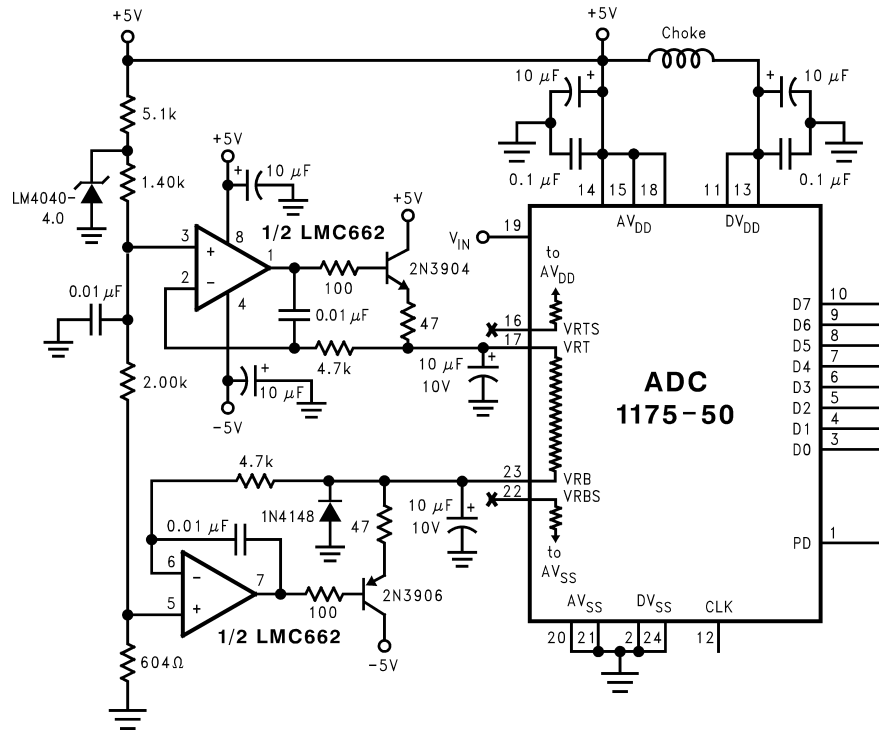 +5V
5.1k
LM4040-
4.0
1.40k
0.01 μF
2.00k
604Ω
+5V
10 μF
1/2 LMC662
3
+
2
−
8
1
4
100
0.01 μF
4.7k
10 μF
-5V
+
+
+5V
2N3904
47
10 μF
10V
+
4.7k
0.01 μF
1N4148
47
10 μF
10V
+
6
−
5
+
7
100
2N3906
1/2 LMC662
-5V
+5V
Choke
10 μF
+
+
10 μF
0.1 μF
0.1 μF
14
15
18
11
13
AVDD
DVDD
VIN
19
to
AVDD
16
VRTS
17
VRT
ADC
1175-50
23
VRB
22
VRBS
to
AVSS
D7
10
D6
9
D5
8
D4
7
D3
6
D2
5
D1
4
D0
3
PD
1
AVSS
DVSS
CLK
20
21
2
24
12